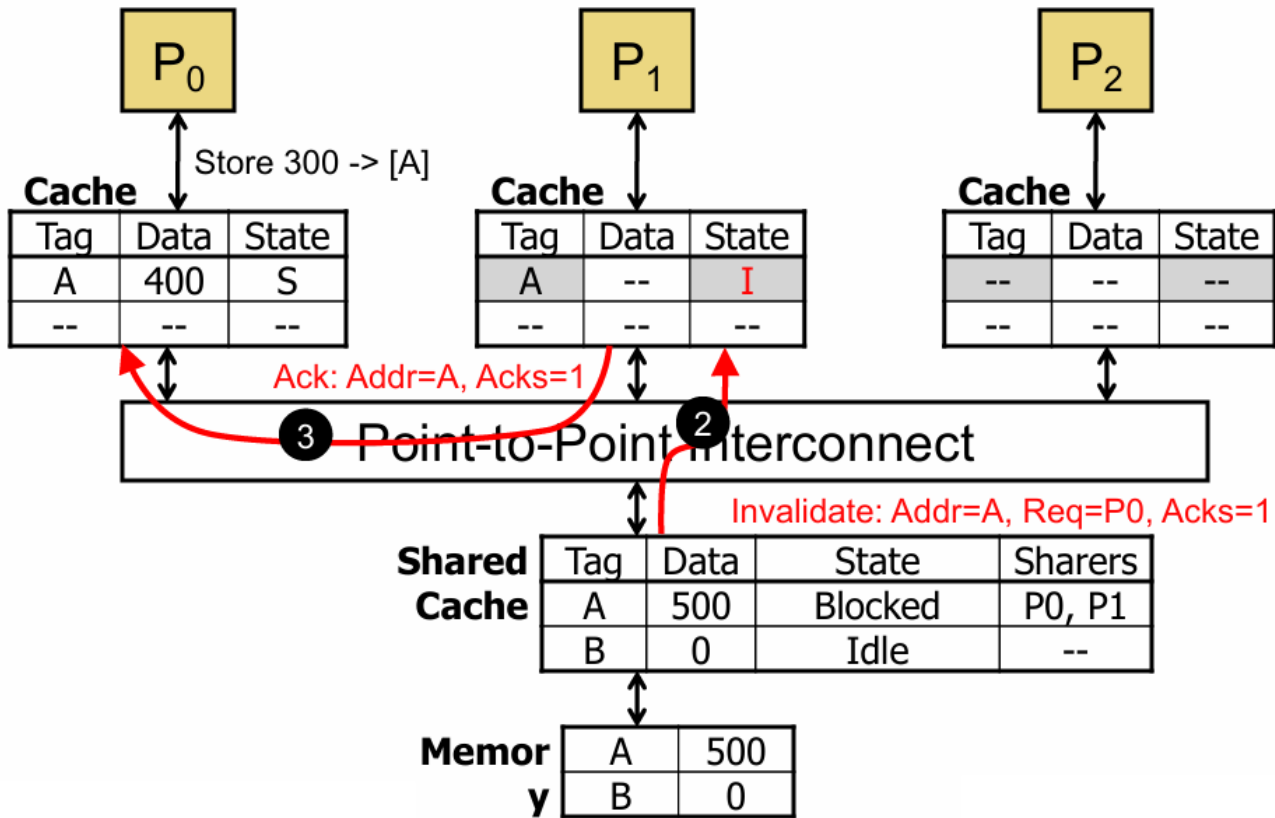 P0 P1 P2
Store 300 -> [A]
Cache Cache Cache
Tag Data State Tag Data State Tag Data State
A 400 S A -- I -- -- --
-- -- -- -- -- -- -- -- --
Ack: Addr=A, Acks=1
3 Point-to-Point Interconnect 2
Invalidate: Addr=A, Req=P0, Acks=1
Shared Tag Data State Sharers
Cache A 500 Blocked P0, P1
B 0 Idle --
Memor A 500
y B 0